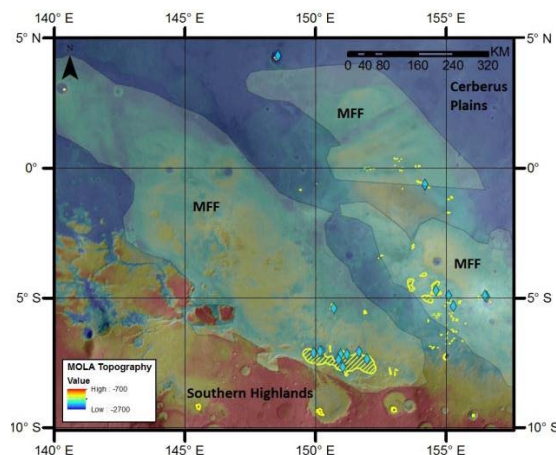 140° E 145° E 150° E 155° E
5° N
N
KM
0 40 80 160 240 320
Cerberus
Plains
MFF
0°
MFF
MFF
5° S
MOLA Topography
Value
High : -700
Low : -2700
Southern Highlands
10° S
5° N
0°
5° S
10° S
140° E 145° E 150° E 155° E